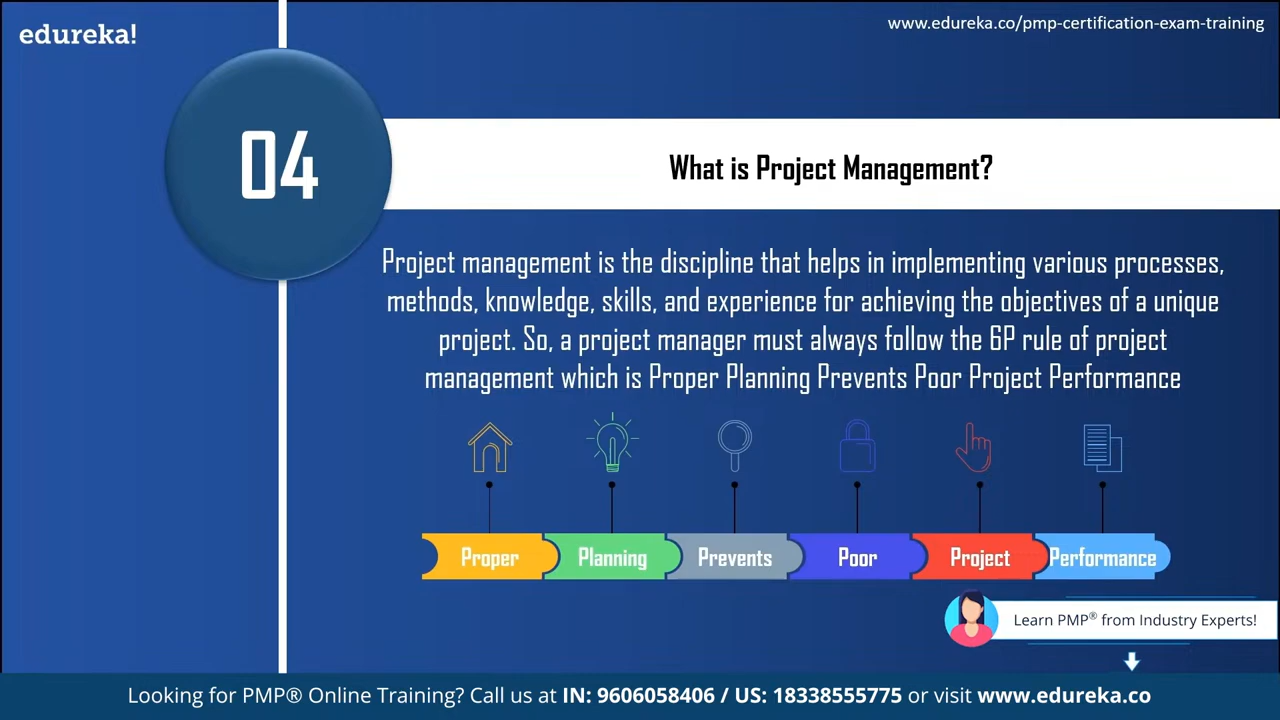 edureka!
www.edureka.co/pmp-certification-exam-training
04
What is Project Management?
Project management is the discipline that helps in implementing various processes,
methods, knowledge, skills, and experience for achieving the objectives of a unique
project. So, a project manager must always follow the 6P rule of project
management which is Proper Planning Prevents Poor Project Performance
Proper Planning Prevents Poor Project Performance
Learn PMP® from Industry Experts!
Looking for PMP® Online Training? Call us at IN: 9606058406 / US: 18338555775 or visit www.edureka.co